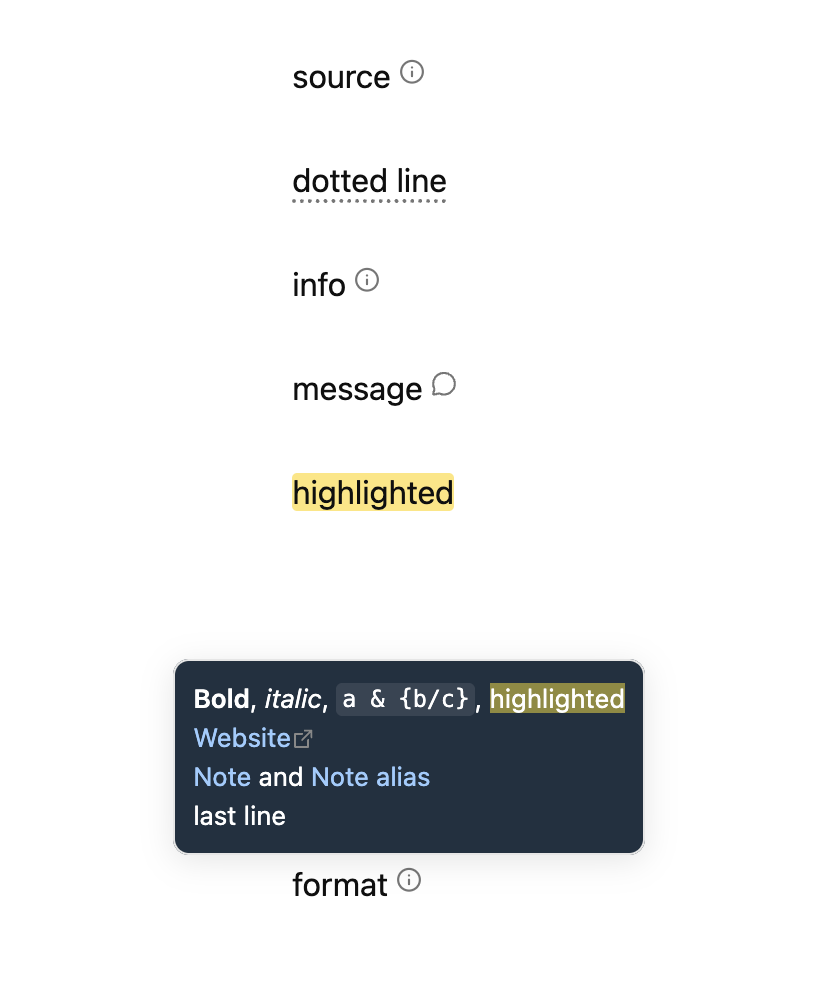 source
dotted line
info
message
highlighted
Bold, italic, a & {b/c}, highlighted
Website
Note and Note alias
last line
format